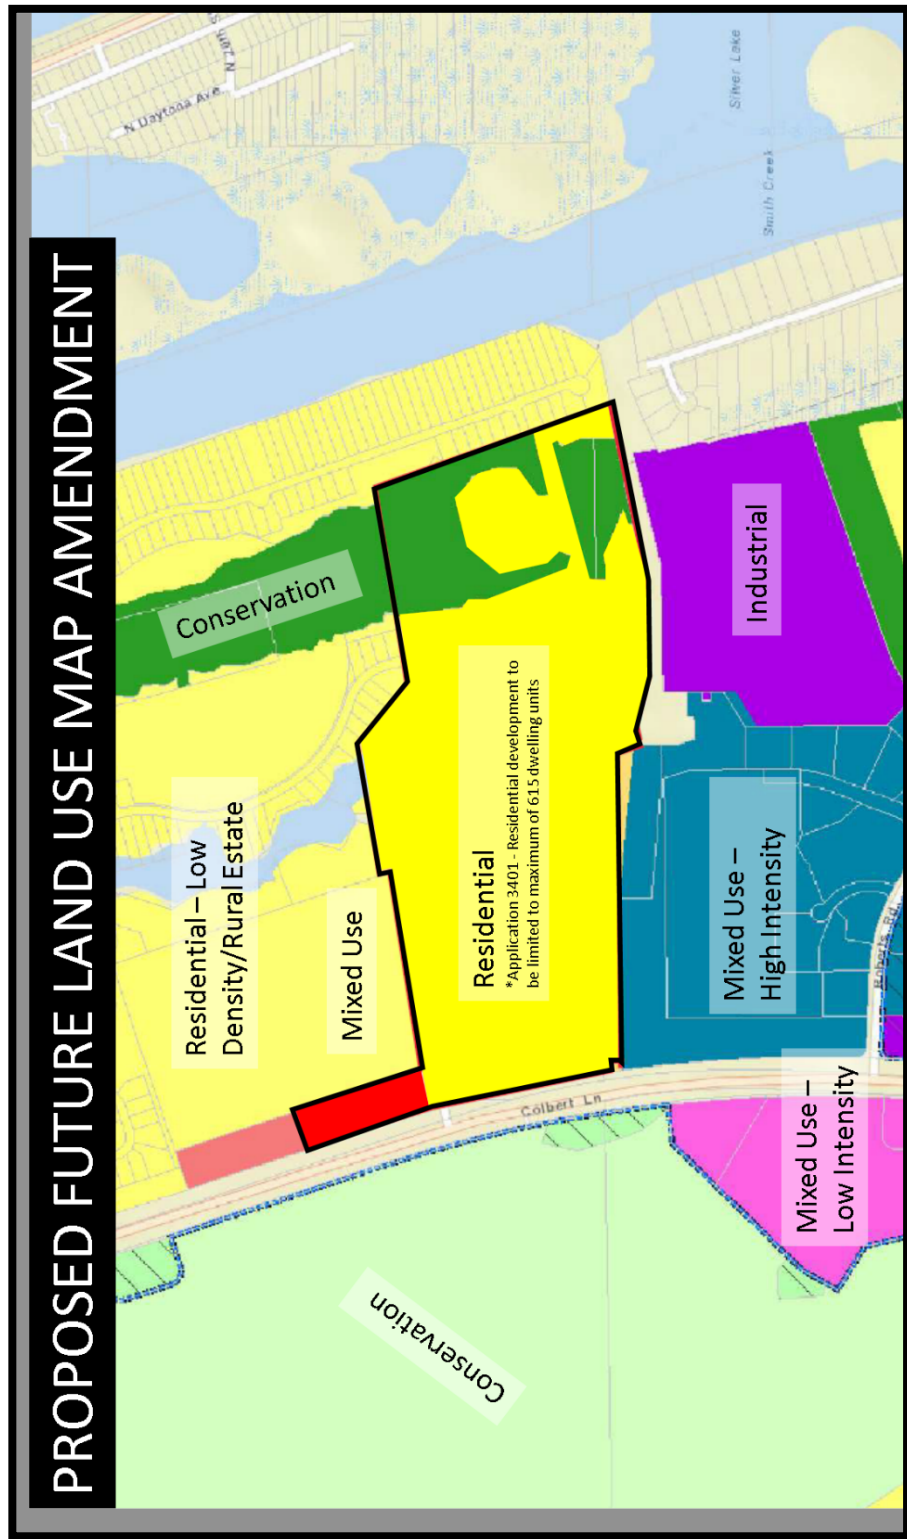 PROPOSED FUTURE LAND USE MAP AMENDMENT
N Daytona Ave
Silver Lake
Smith Creek
Conservation
Residential – Low
Density/Rural Estate
Mixed Use
Residential
*Application 3401 - Residential development to
be limited to maximum of 615 dwelling units
Industrial
Mixed Use –
High Intensity
Roberts Rd
Colbert Ln
Mixed Use –
Low Intensity
Conservation